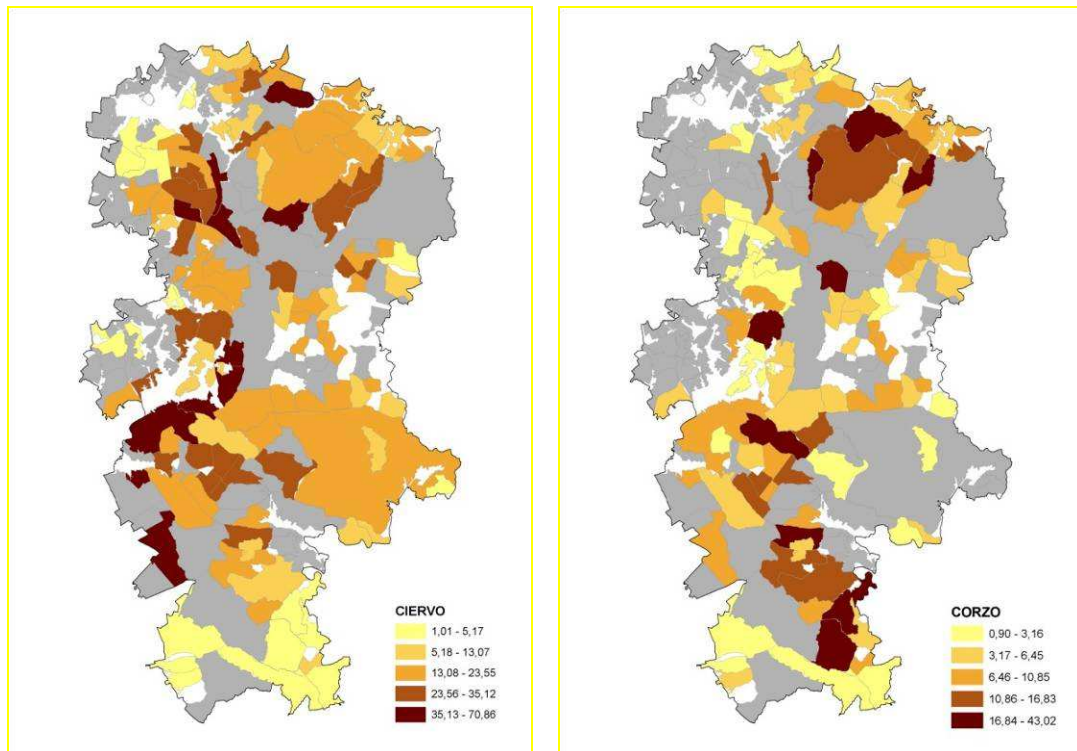 CIERVO
1,01 - 5,17
5,18 - 13,07
13,08 - 23,55
23,56 - 35,12
35,13 - 70,86
CORZO
0,90 - 3,16
3,17 - 6,45
6,46 - 10,85
10,86 - 16,83
16,84 - 43,02